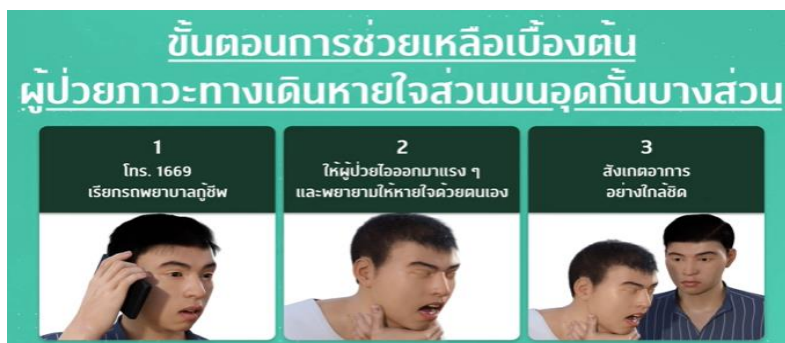 ขั้นตอนการช่วยเหลือเบื้องต้น
ผู้ป่วยภาวะทางเดินหายใจส่วนบนอุดกั้นบางส่วน
1
โทร. 1669
เรียกรถพยาบาลกู้ชีพ
2
ให้ผู้ป่วยไอออกมาแรง ๆ
และพยายามให้หายใจด้วยตนเอง
3
สังเกตอาการ
อย่างใกล้ชิด